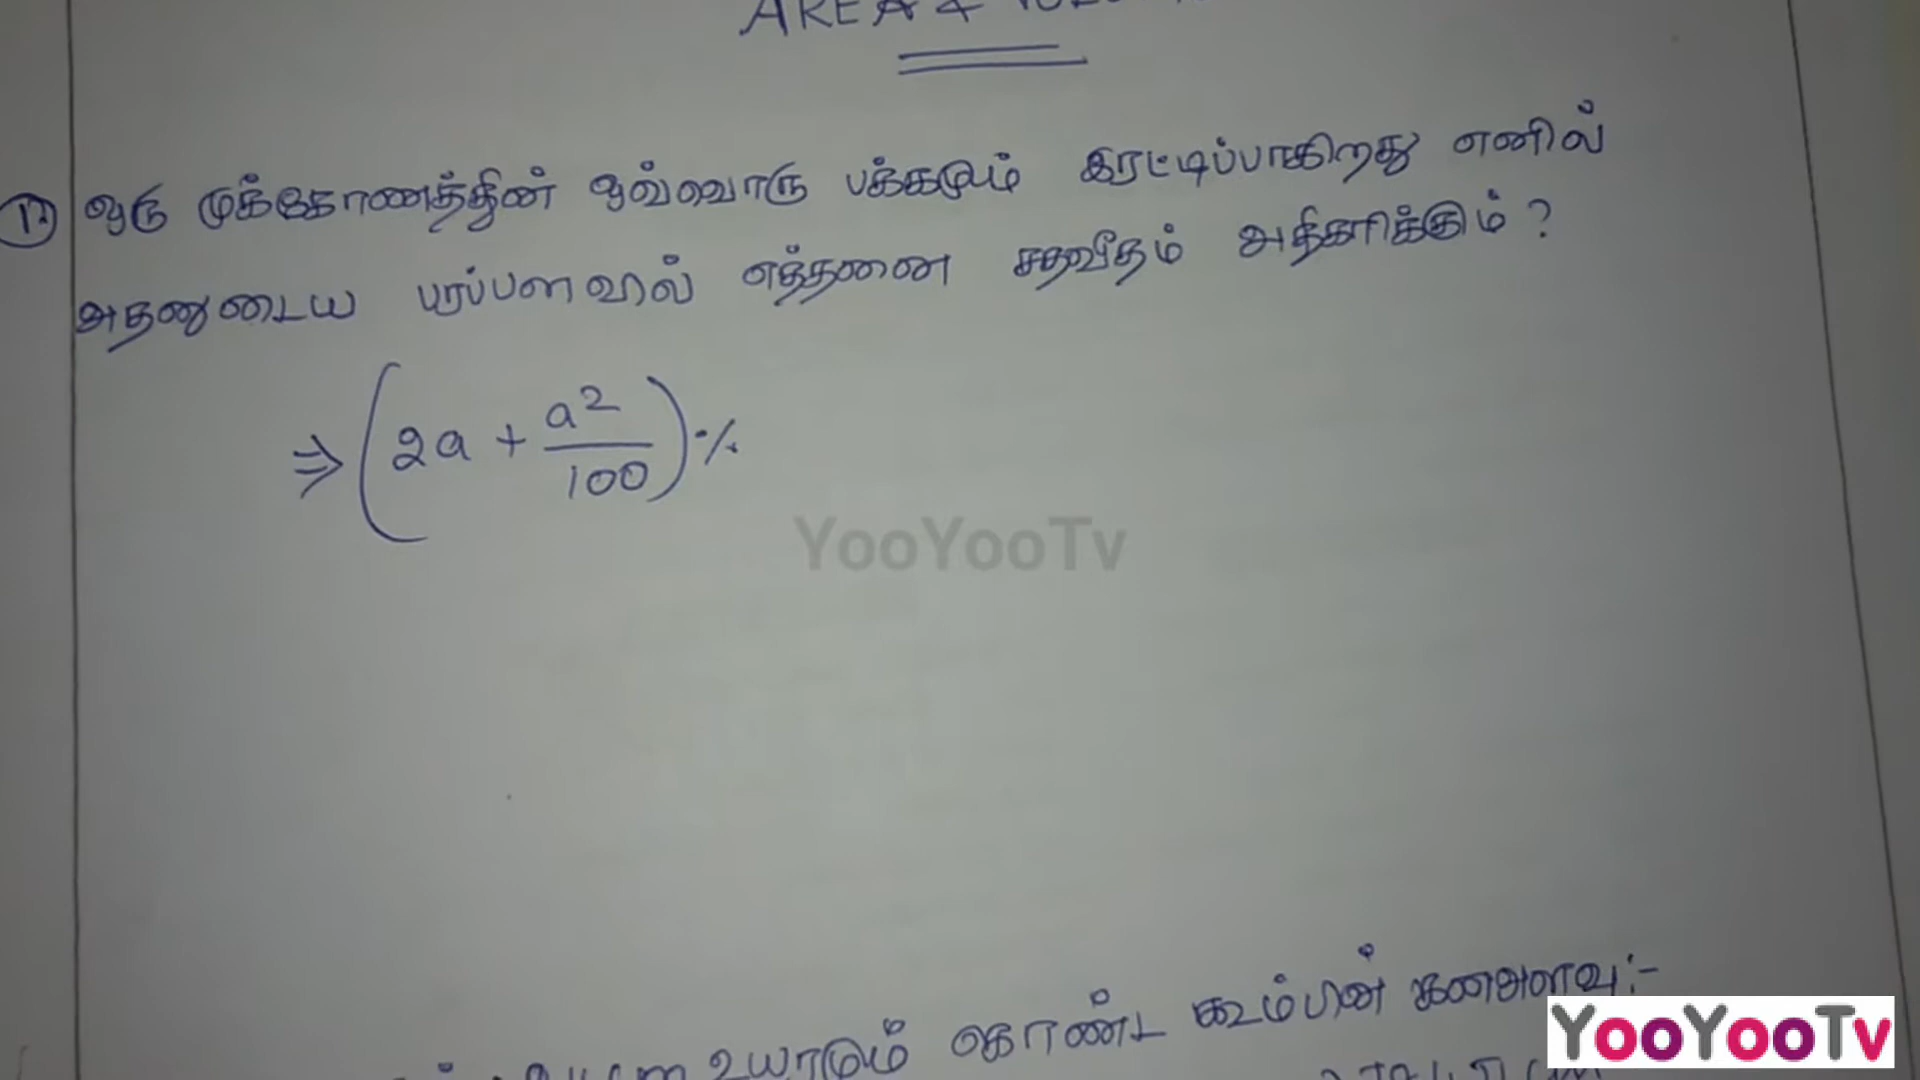 AREA &
12 ஒரு முக்கோணத்தின் ஒவ்வொரு பக்கமும் இரட்டிப்பாகிறது எனில்
அதனுடைய பரப்பளவில் எத்தனை சதவீதம் அதிகரிக்கும்?
⇒ (2a + a²/100) %
YooYooTv
உயரமும் கொண்ட கூம்பின் கனஅளவு:-
YooYooTv